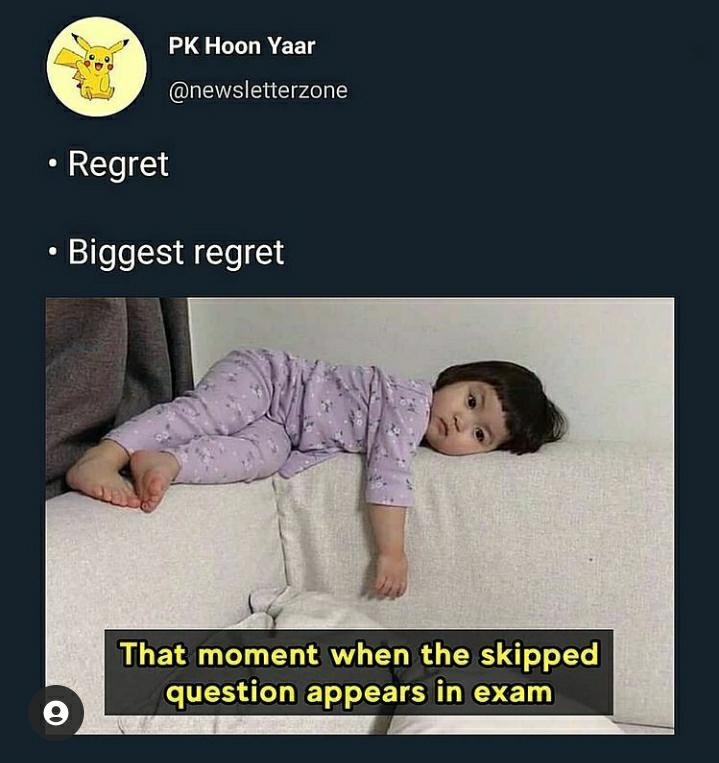 PK Hoon Yaar
@newsletterzone
• Regret
• Biggest regret
That moment when the skipped
question appears in exam